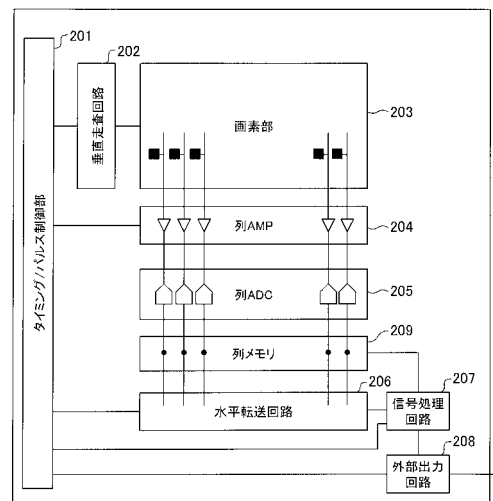 201
202
タイミング/パルス制御部
垂直走査回路
画素部
203
列AMP
204
列ADC
205
209
列メモリ
206
水平転送回路
207
信号処理
回路
208
外部出力
回路